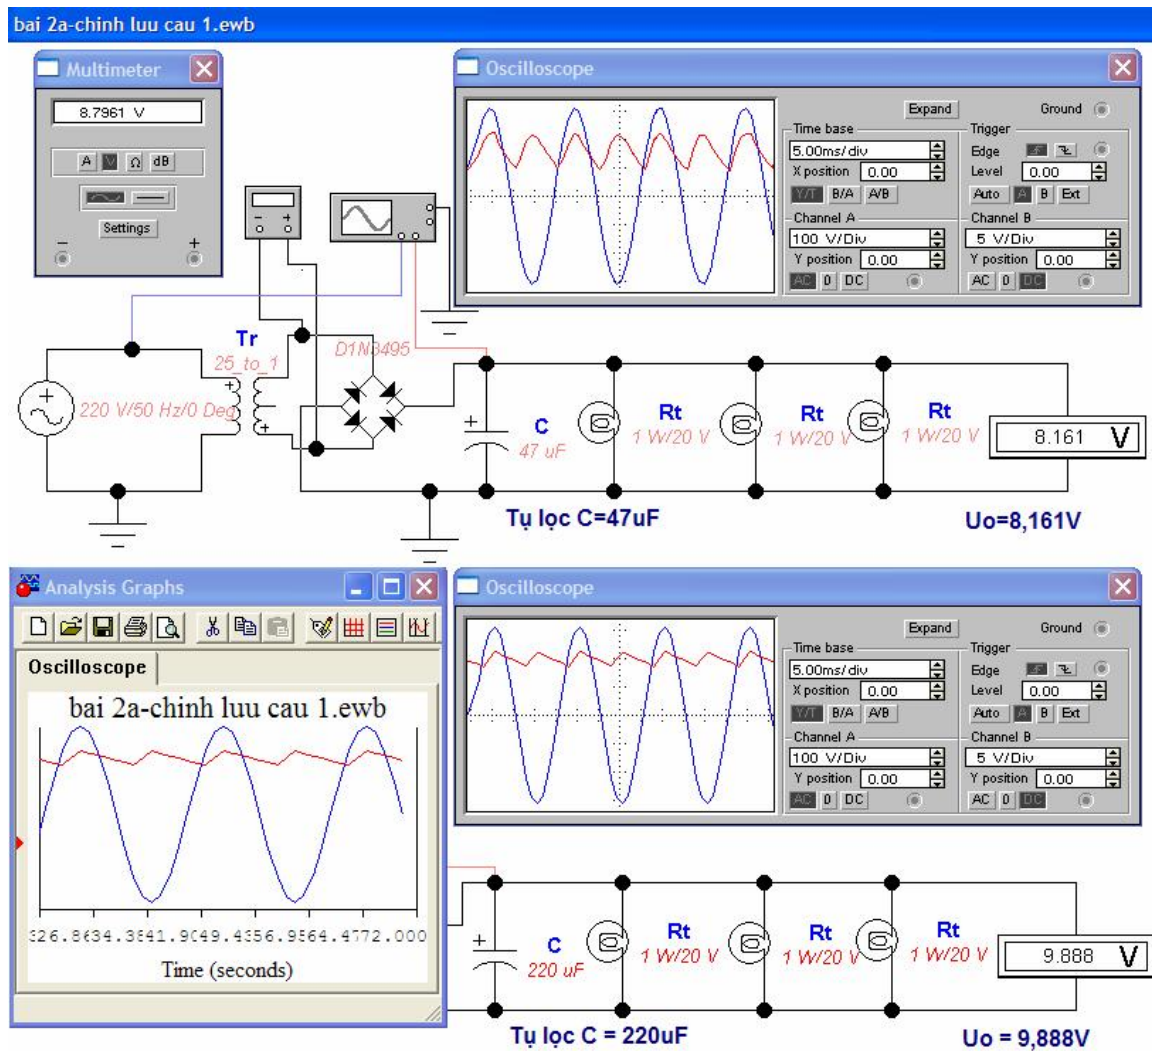 bai 2a-chinh luu cau 1.ewb
Multimeter
8.7961 V
A V Ω dB
Settings
− +
Oscilloscope
Expand Ground
Time base
5.00ms/div
X position 0.00
Y/T B/A A/B
Trigger
Edge
Level 0.00
Auto A B Ext
Channel A
100 V/Div
Y position 0.00
AC 0 DC
Channel B
5 V/Div
Y position 0.00
AC 0 DC
Tr
25_to_1
D1N3495
220 V/50 Hz/0 Deg
C
47 uF
Rt
1 W/20 V
Rt
1 W/20 V
Rt
1 W/20 V
8.161 V
Tụ lọc C=47uF
Uo=8,161V
Analysis Graphs
Oscilloscope
bai 2a-chinh luu cau 1.ewb
Time (seconds)
Oscilloscope
Expand Ground
Time base
5.00ms/div
X position 0.00
Y/T B/A A/B
Trigger
Edge
Level 0.00
Auto A B Ext
Channel A
100 V/Div
Y position 0.00
AC 0 DC
Channel B
5 V/Div
Y position 0.00
AC 0 DC
C
220 uF
Rt
1 W/20 V
Rt
1 W/20 V
Rt
1 W/20 V
9.888 V
Tụ lọc C = 220uF
Uo = 9,888V